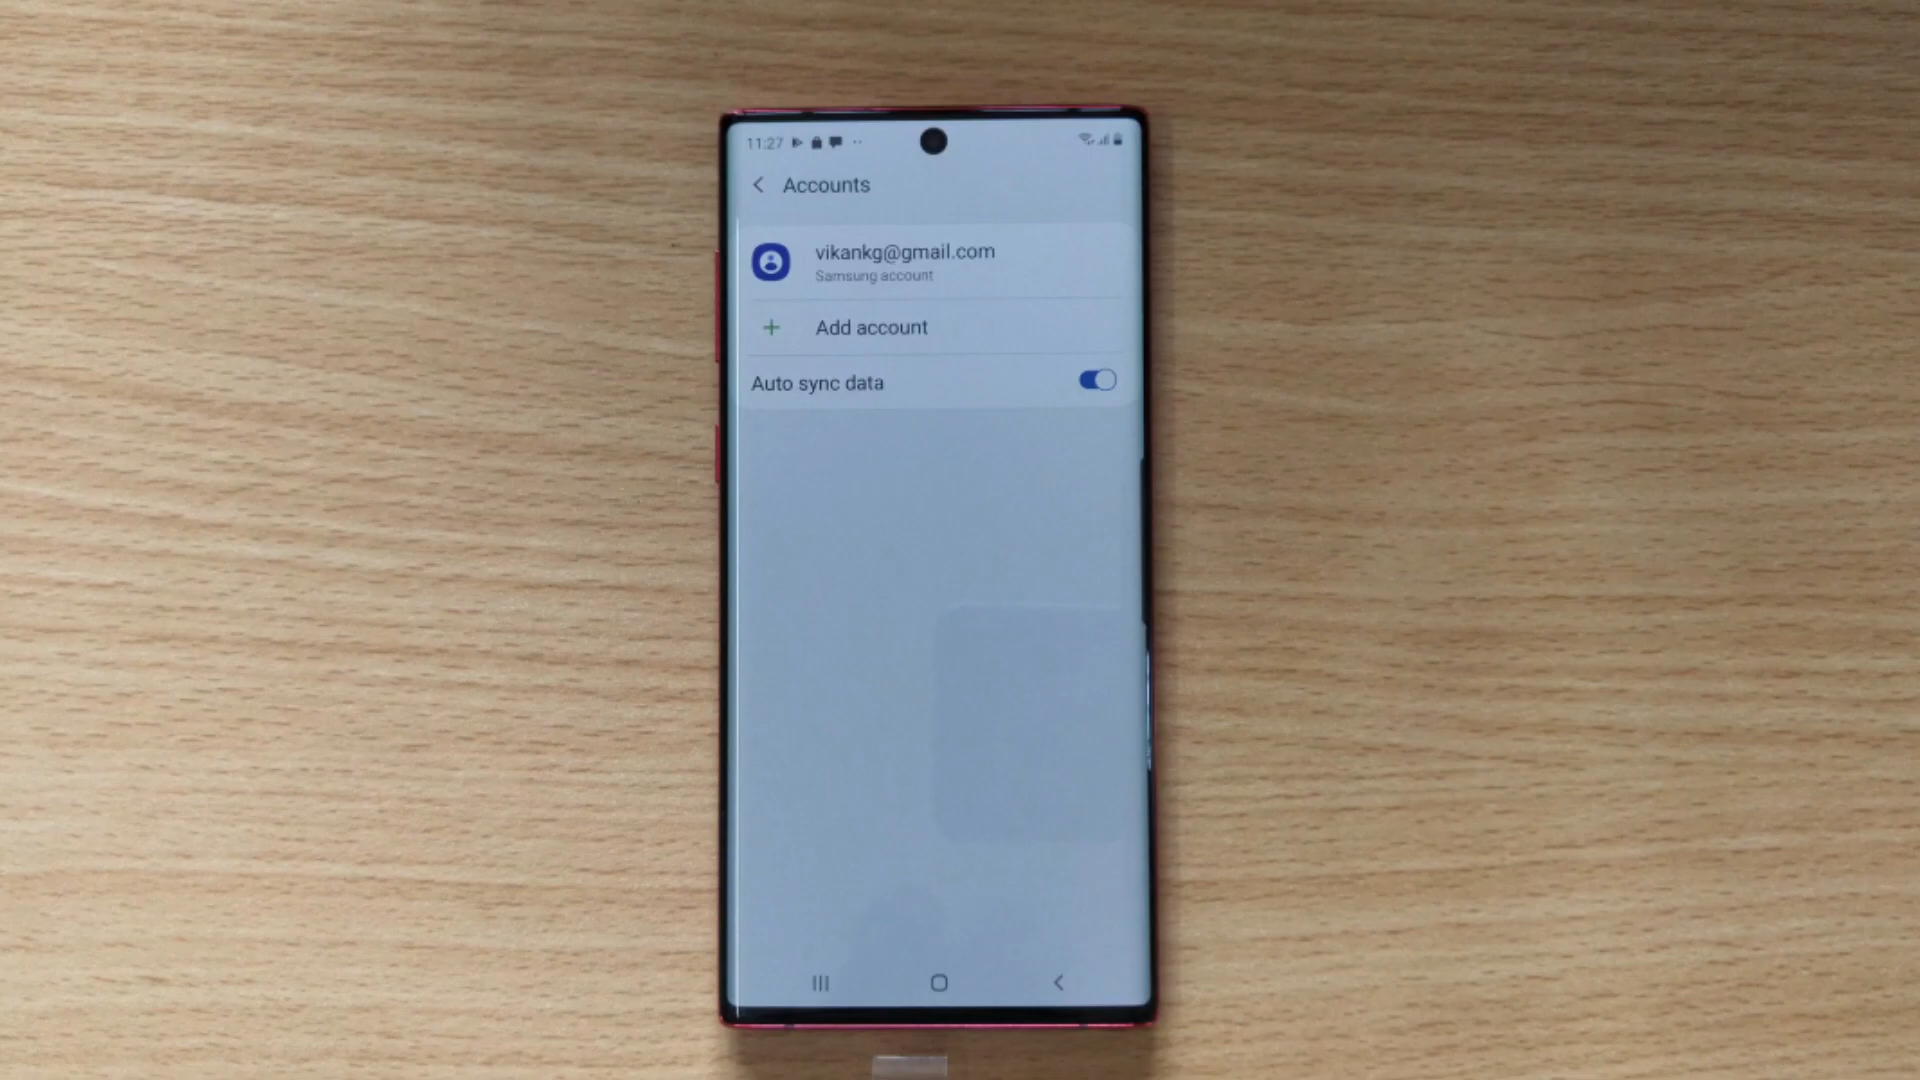 11:27
Accounts
vikankg@gmail.com
Samsung account
Add account
Auto sync data